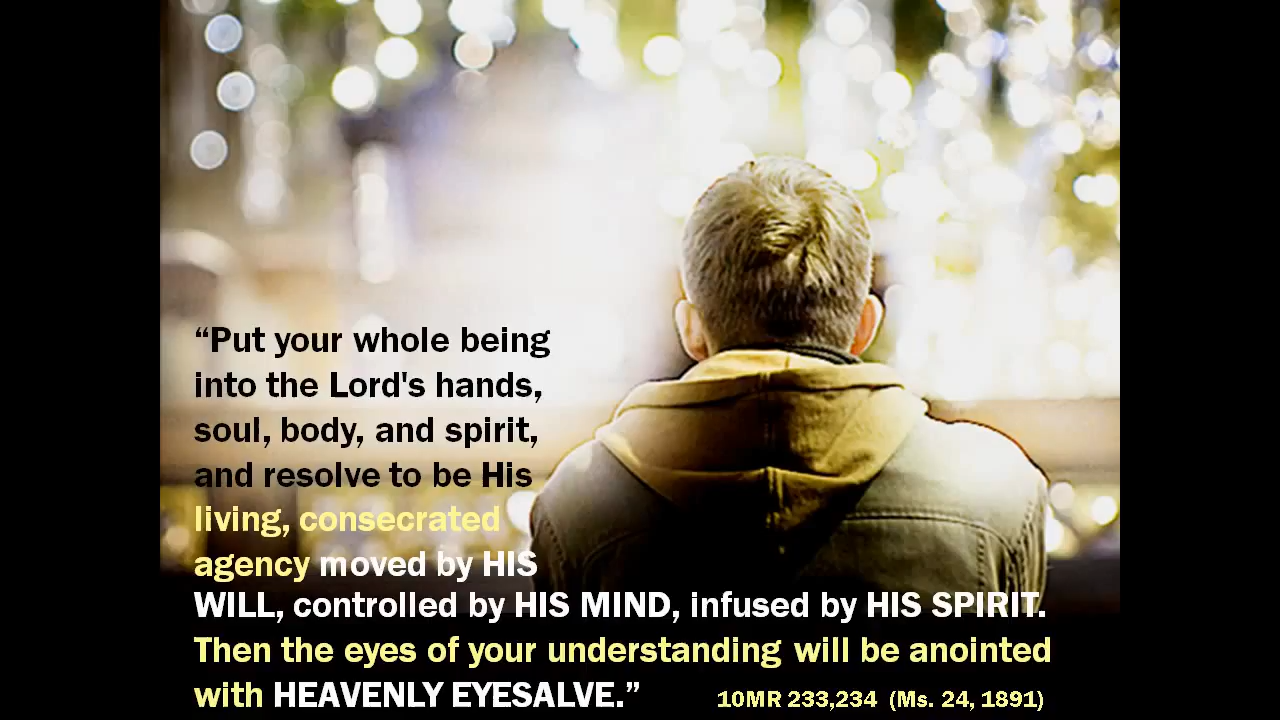 “Put your whole being
into the Lord's hands,
soul, body, and spirit,
and resolve to be His
living, consecrated
agency moved by HIS
WILL, controlled by HIS MIND, infused by HIS SPIRIT.
Then the eyes of your understanding will be anointed
with HEAVENLY EYESALVE.” 10MR 233,234 (Ms. 24, 1891)